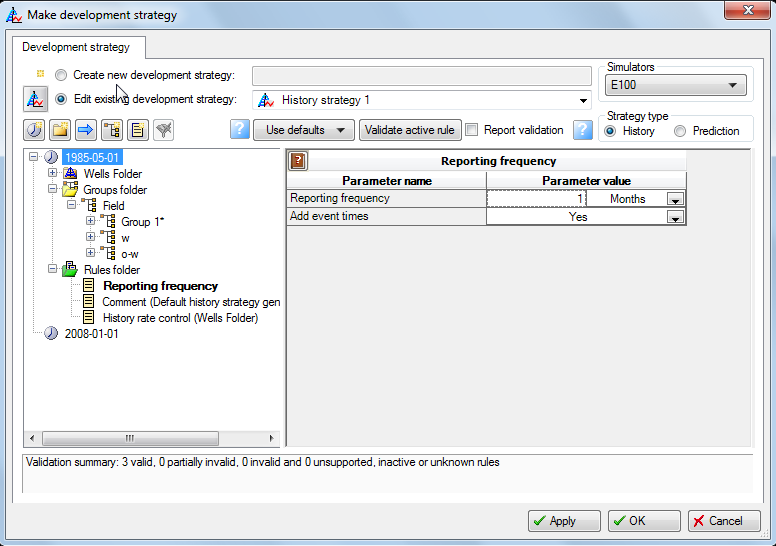 Make development strategy
Development strategy
Create new development strategy:
Edit existing development strategy:
History strategy 1
Simulators
E100
Strategy type
History
Prediction
Use defaults
Validate active rule
Report validation
1985-05-01
Wells Folder
Groups folder
Field
Group 1*
w
o-w
Rules folder
Reporting frequency
Comment (Default history strategy gen
History rate control (Wells Folder)
2008-01-01
Reporting frequency
Parameter name Parameter value
Reporting frequency 1 Months
Add event times Yes
Validation summary: 3 valid, 0 partially invalid, 0 invalid and 0 unsupported, inactive or unknown rules
Apply
OK
Cancel